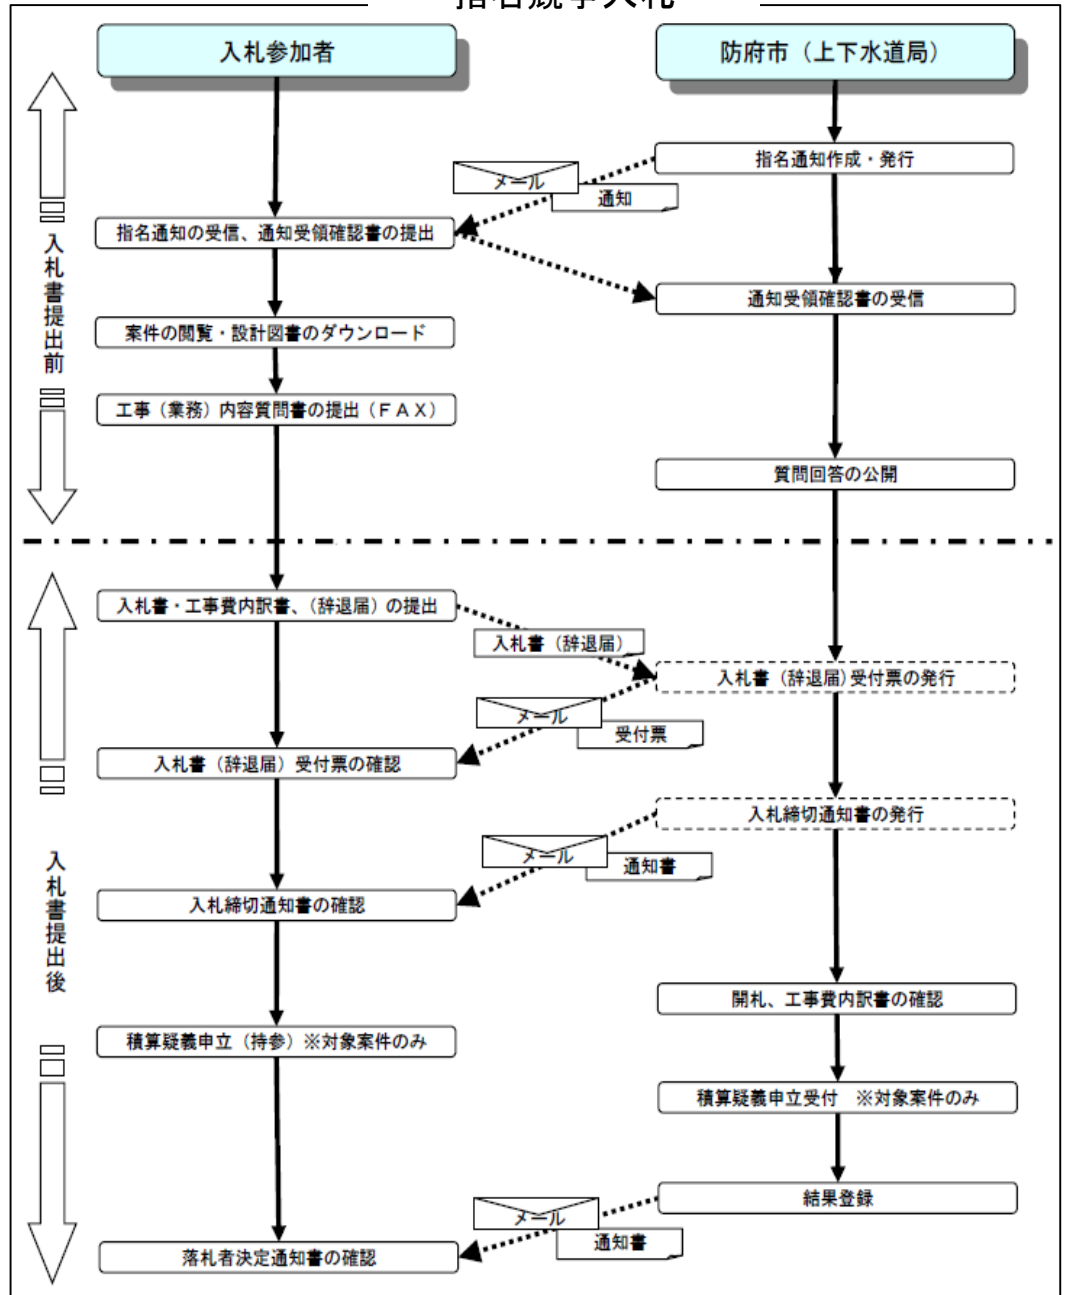 指名競争入札
入札参加者
防府市（上下水道局）
指名通知作成・発行
メール
通知
指名通知の受信、通知受領確認書の提出
通知受領確認書の受信
入札書提出前
案件の閲覧・設計図書のダウンロード
工事（業務）内容質問書の提出（ＦＡＸ）
質問回答の公開
入札書・工事費内訳書、（辞退届）の提出
入札書（辞退届）
入札書（辞退届）受付票の発行
メール
受付票
入札書（辞退届）受付票の確認
入札締切通知書の発行
メール
通知書
入札締切通知書の確認
入札書提出後
開札、工事費内訳書の確認
積算疑義申立（持参）※対象案件のみ
積算疑義申立受付　※対象案件のみ
結果登録
メール
通知書
落札者決定通知書の確認